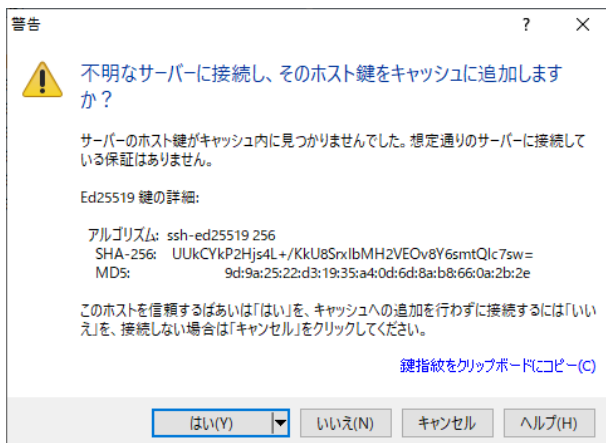 警告
?
不明なサーバーに接続し、そのホスト鍵をキャッシュに追加します
か？
サーバーのホスト鍵がキャッシュ内に見つかりませんでした。想定通りのサーバーに接続して
いる保証はありません。
Ed25519 鍵の詳細:
アルゴリズム: ssh-ed25519 256
SHA-256: UUkCYkP2Hjs4L+/KkU8SrxIbMH2VEOv8Y6smtQIc7sw=
MD5: 9d:9a:25:22:d3:19:35:a4:0d:6d:8a:b8:66:0a:2b:2e
このホストを信頼するばあいは「はい」を、キャッシュへの追加を行わずに接続するには「いい
え」を、接続しない場合は「キャンセル」をクリックしてください。
鍵指紋をクリップボードにコピー(C)
はい(Y)
いいえ(N)
キャンセル
ヘルプ(H)